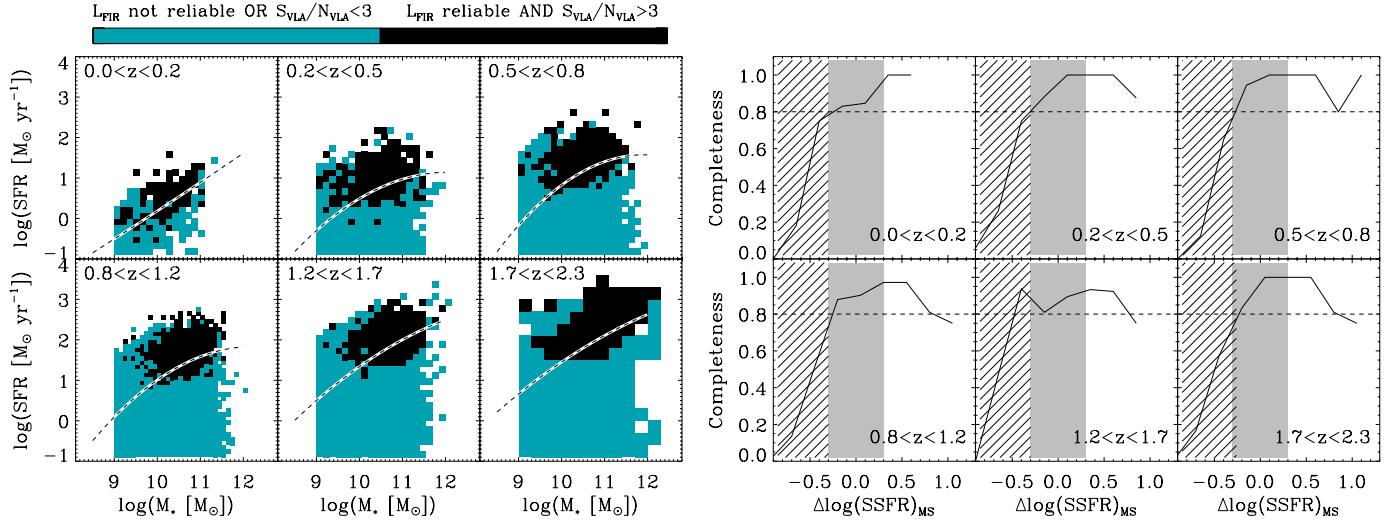 L_FIR not reliable OR S_VLA/N_VLA<3
L_FIR reliable AND S_VLA/N_VLA>3
0.0<z<0.2
0.2<z<0.5
0.5<z<0.8
4
3
2
1
0
−1
log(SFR [M⊙ yr⁻¹])
0.8<z<1.2
1.2<z<1.7
1.7<z<2.3
4
3
2
1
0
−1
log(SFR [M⊙ yr⁻¹])
9 10 11 12
9 10 11 12
9 10 11 12
log(M* [M⊙])
log(M* [M⊙])
log(M* [M⊙])
1.0
0.8
0.6
0.4
0.2
0.0
Completeness
0.0<z<0.2
0.2<z<0.5
0.5<z<0.8
1.0
0.8
0.6
0.4
0.2
0.0
Completeness
0.8<z<1.2
1.2<z<1.7
1.7<z<2.3
−0.5 0.0 0.5 1.0
−0.5 0.0 0.5 1.0
−0.5 0.0 0.5 1.0
Δlog(SSFR)_MS
Δlog(SSFR)_MS
Δlog(SSFR)_MS